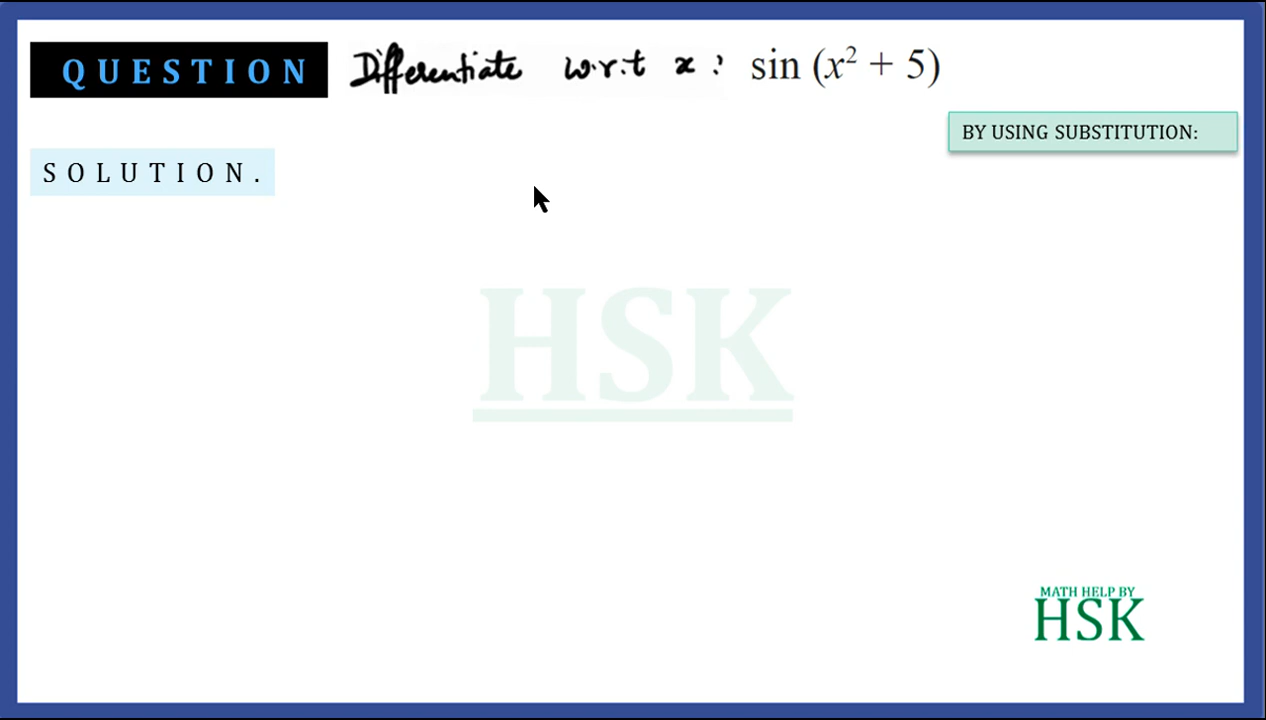 QUESTION Differentiate w.r.t x : sin (x² + 5)
BY USING SUBSTITUTION:
SOLUTION.
HSK
MATH HELP BY
HSK